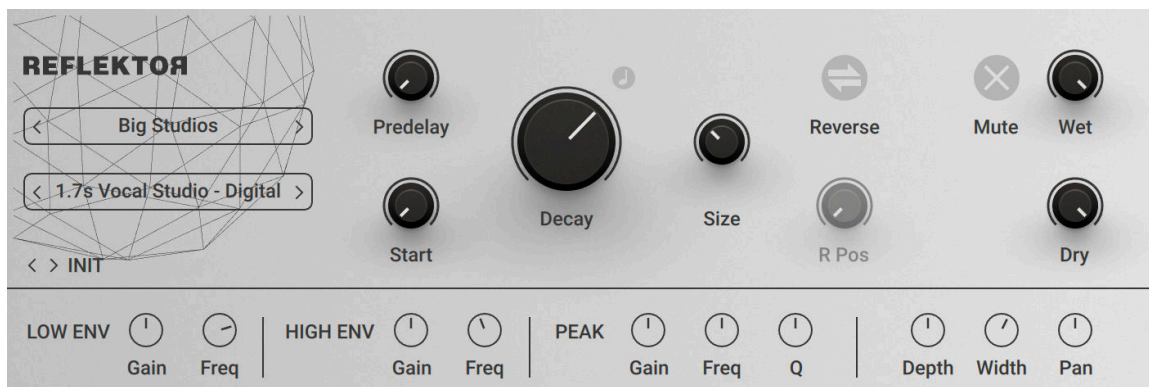 REFLEKTOR
Big Studios
1.7s Vocal Studio - Digital
INIT
Predelay
Start
Decay
Size
Reverse
R Pos
Mute
Wet
Dry
LOW ENV
Gain
Freq
HIGH ENV
Gain
Freq
PEAK
Gain
Freq
Q
Depth
Width
Pan